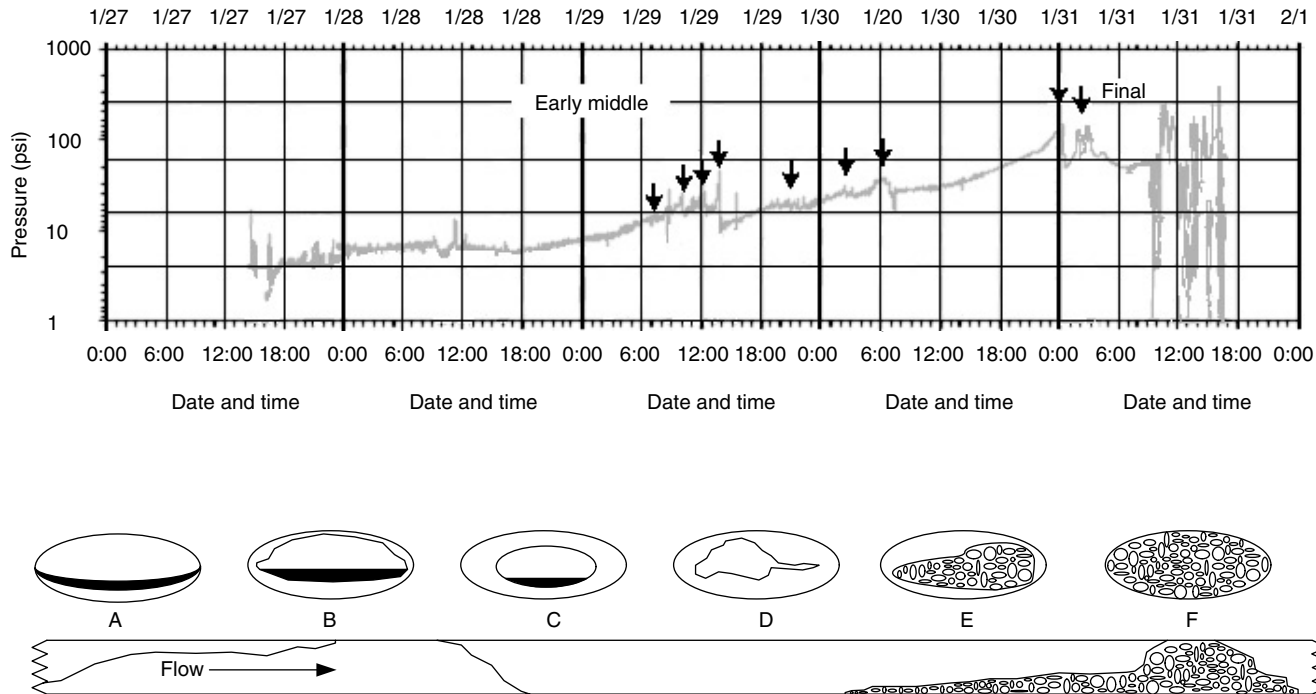 1/27 1/27 1/27 1/27 1/28 1/28 1/28 1/28 1/29 1/29 1/29 1/29 1/30 1/20 1/30 1/30 1/31 1/31 1/31 1/31 2/1
1000
Final
Early middle
100
Pressure (psi)
10
1
0:00 6:00 12:00 18:00 0:00 6:00 12:00 18:00 0:00 6:00 12:00 18:00 0:00 6:00 12:00 18:00 0:00 6:00 12:00 18:00 0:00
Date and time Date and time Date and time Date and time Date and time
A B C D E F
Flow